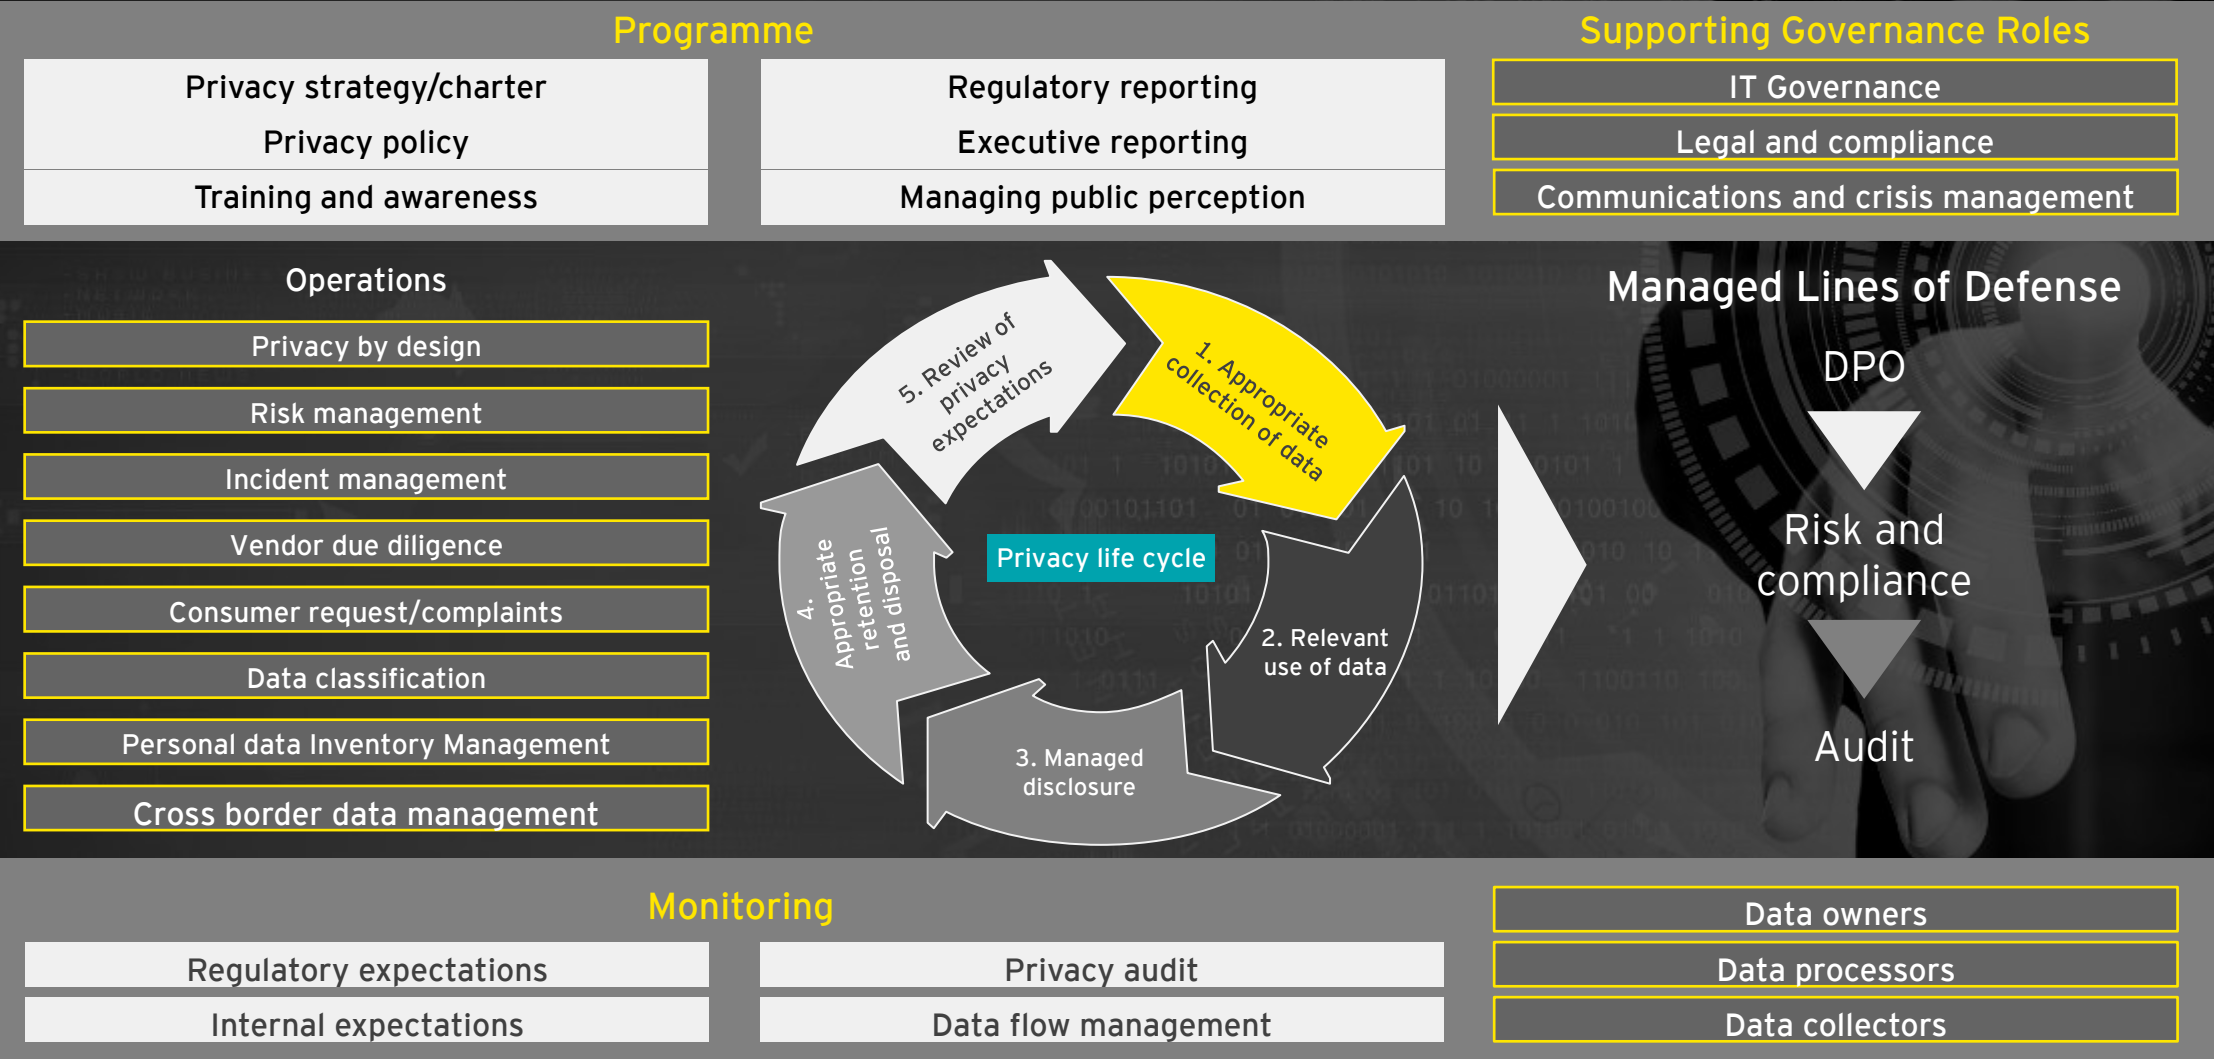 Programme
Privacy strategy/charter
Privacy policy
Training and awareness
Regulatory reporting
Executive reporting
Managing public perception
Supporting Governance Roles
IT Governance
Legal and compliance
Communications and crisis management
Operations
Privacy by design
Risk management
Incident management
Vendor due diligence
Consumer request/complaints
Data classification
Personal data Inventory Management
Cross border data management
1. Appropriate
collection of data
2. Relevant
use of data
3. Managed
disclosure
4.
Appropriate
retention
and disposal
5. Review of
privacy
expectations
Privacy life cycle
Managed Lines of Defense
DPO
Risk and
compliance
Audit
Monitoring
Regulatory expectations
Internal expectations
Privacy audit
Data flow management
Data owners
Data processors
Data collectors